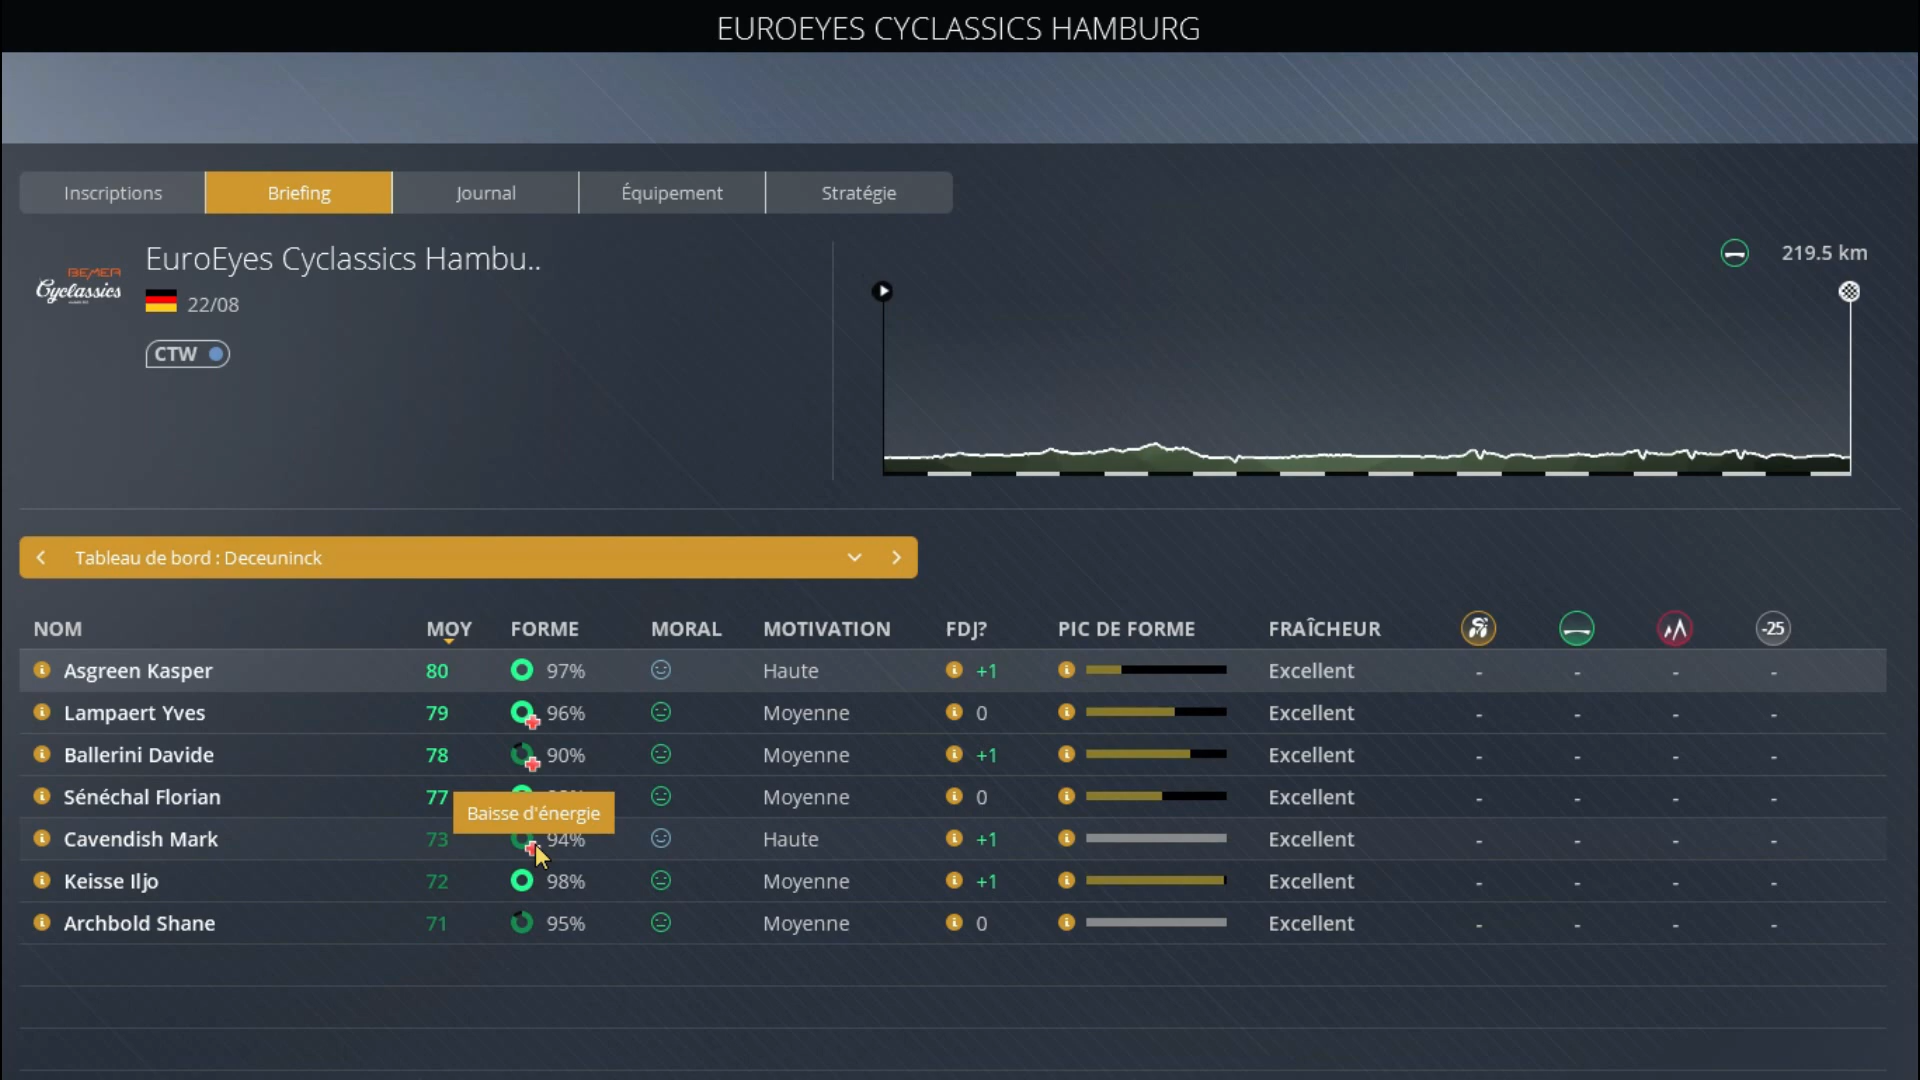 EUROEYES CYCLASSICS HAMBURG
Inscriptions Briefing Journal Équipement Stratégie
EuroEyes Cyclassics Hambu..
BEMER
Cyclassics
22/08
CTW
219.5 km
Tableau de bord : Deceuninck
NOM MOY FORME MORAL MOTIVATION FDJ? PIC DE FORME FRAÎCHEUR -25
Asgreen Kasper 80 97% Haute +1 Excellent - - - -
Lampaert Yves 79 96% Moyenne 0 Excellent - - - -
Ballerini Davide 78 90% Moyenne +1 Excellent - - - -
Sénéchal Florian 77 Moyenne 0 Excellent - - - -
Baisse d'énergie
Cavendish Mark 73 94% Haute +1 Excellent - - - -
Keisse Iljo 72 98% Moyenne +1 Excellent - - - -
Archbold Shane 71 95% Moyenne 0 Excellent - - - -